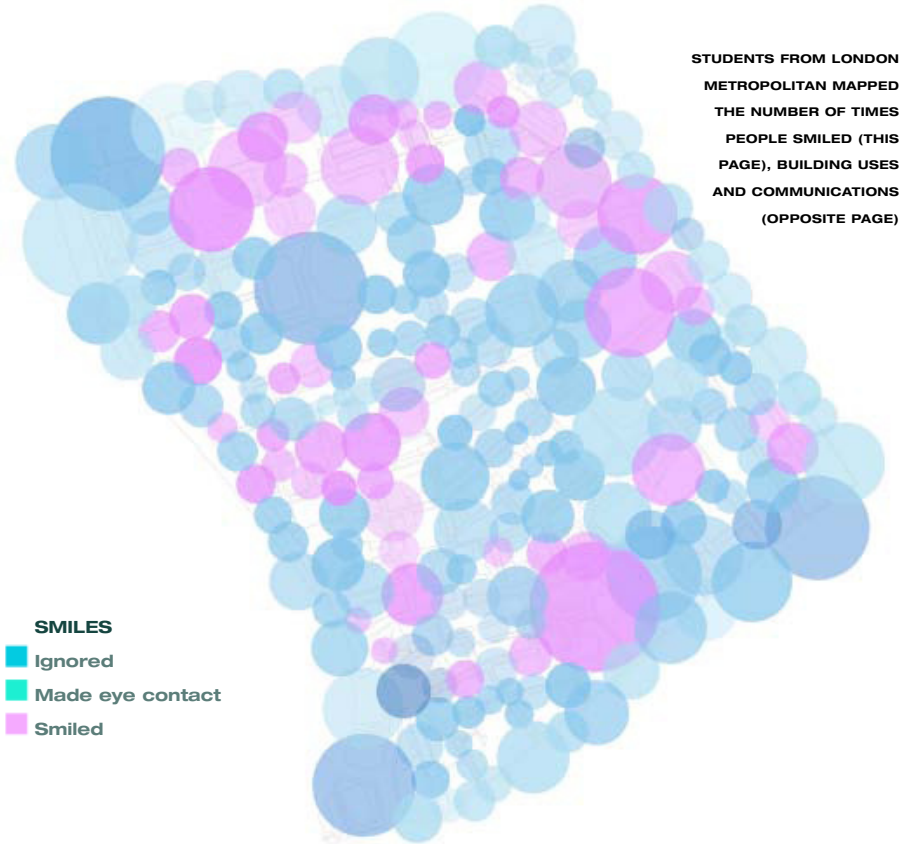 STUDENTS FROM LONDON
METROPOLITAN MAPPED
THE NUMBER OF TIMES
PEOPLE SMILED (THIS
PAGE), BUILDING USES
AND COMMUNICATIONS
(OPPOSITE PAGE)
SMILES
Ignored
Made eye contact
Smiled